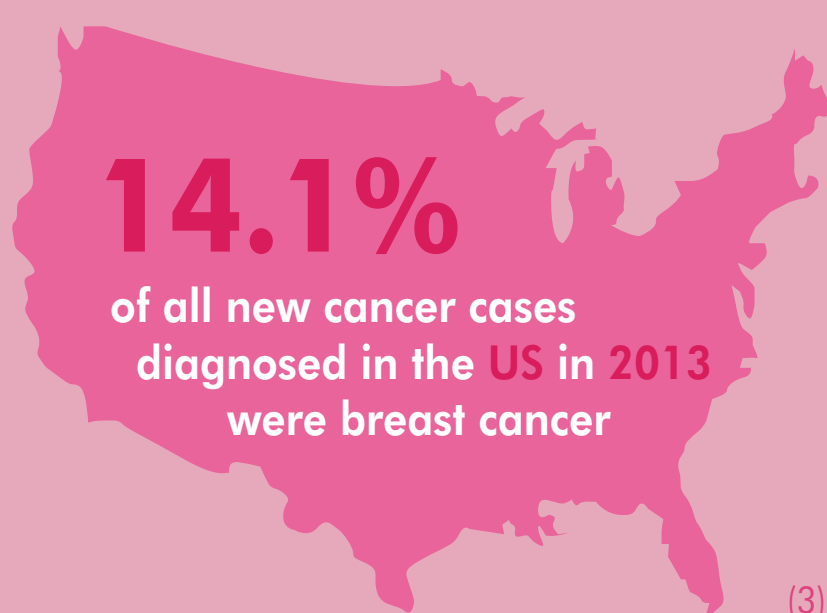 14.1%
of all new cancer cases
diagnosed in the US in 2013
were breast cancer
(3)